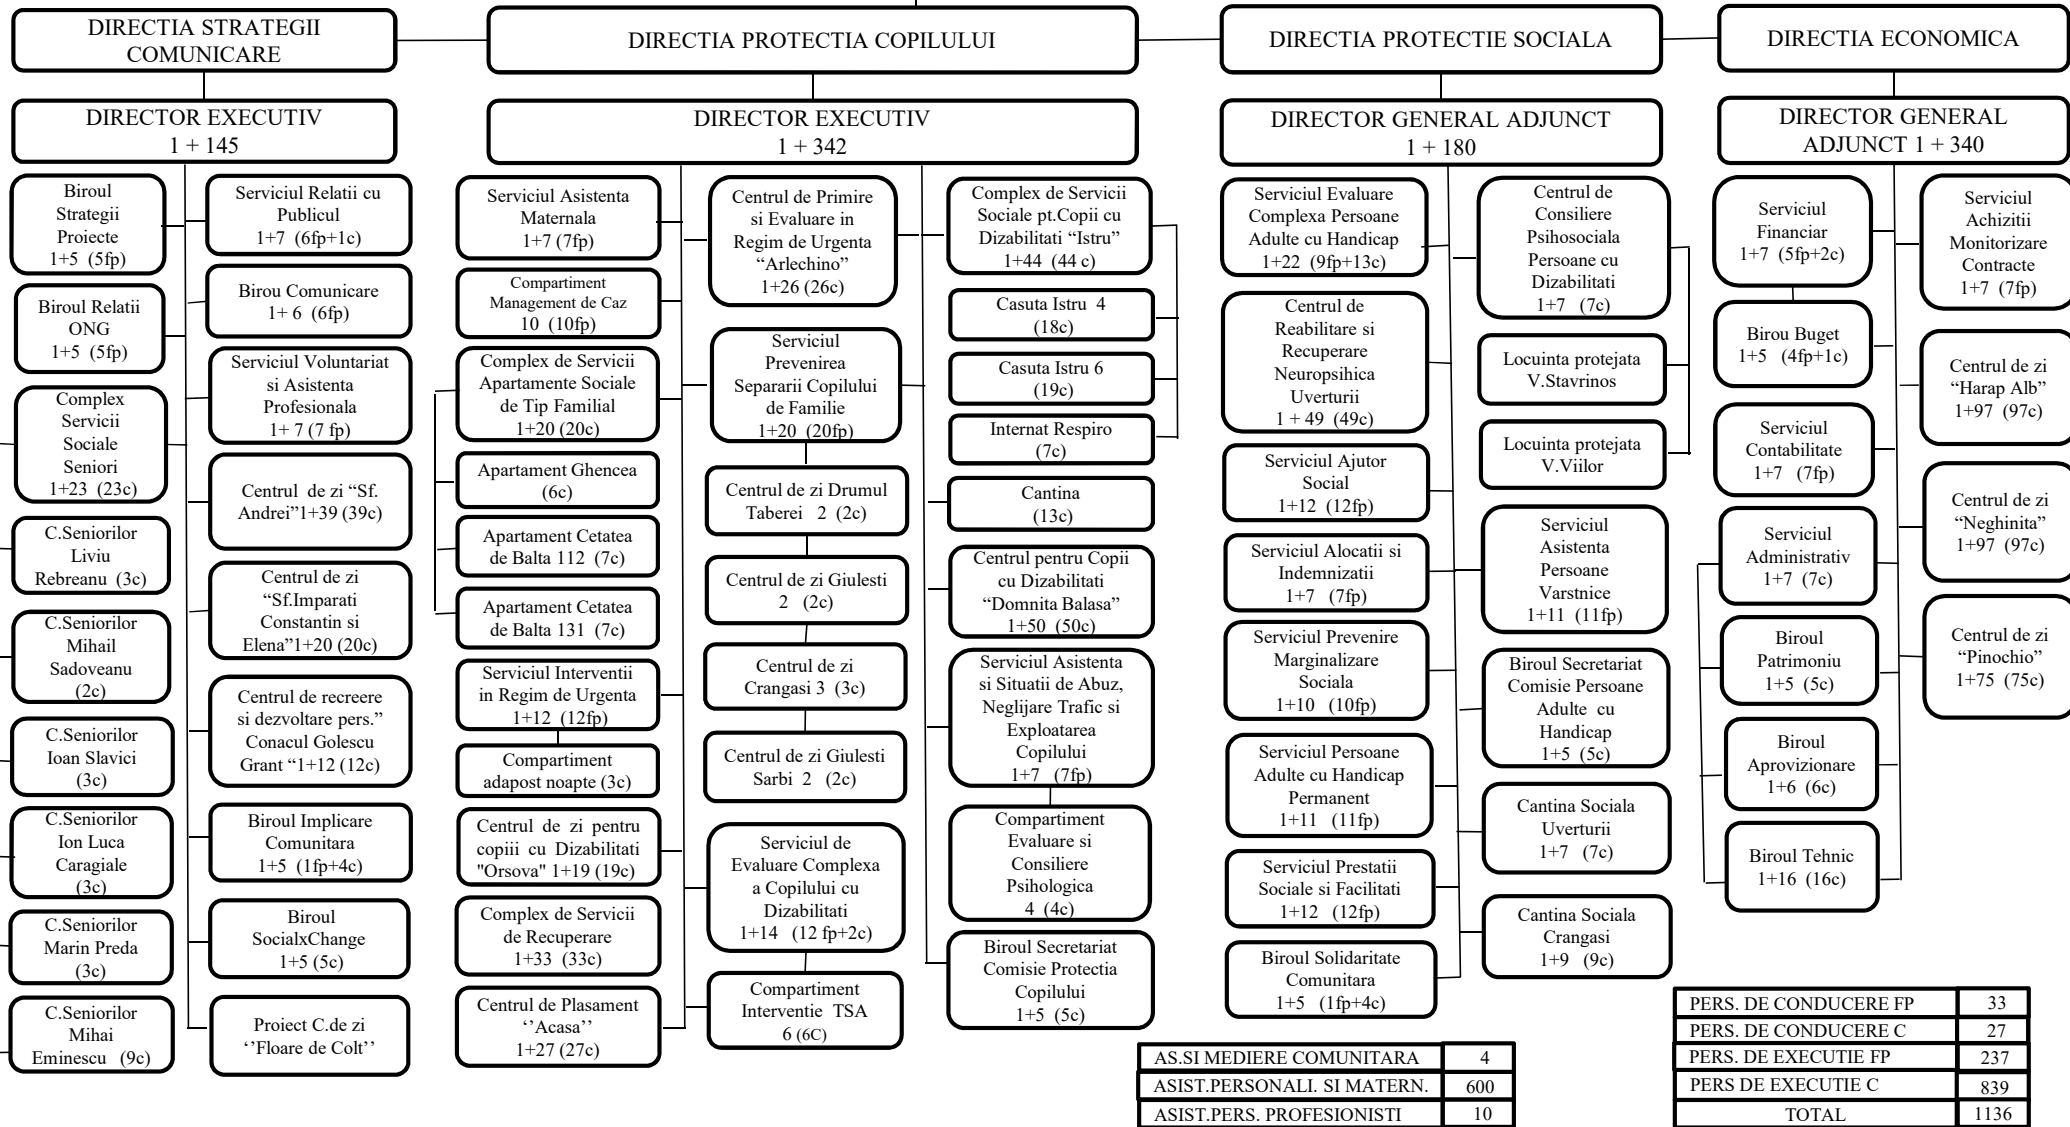 DIRECTIA STRATEGII
COMUNICARE
DIRECTIA PROTECTIA COPILULUI
DIRECTIA PROTECTIE SOCIALA
DIRECTIA ECONOMICA
DIRECTOR EXECUTIV
1 + 145
DIRECTOR EXECUTIV
1 + 342
DIRECTOR GENERAL ADJUNCT
1 + 180
DIRECTOR GENERAL
ADJUNCT 1 + 340
Biroul
Strategii
Proiecte
1+5 (5fp)
Biroul Relatii
ONG
1+5 (5fp)
Complex
Servicii
Sociale
Seniori
1+23 (23c)
C.Seniorilor
Liviu
Rebreanu (3c)
C.Seniorilor
Mihail
Sadoveanu
(2c)
C.Seniorilor
Ioan Slavici
(3c)
C.Seniorilor
Ion Luca
Caragiale
(3c)
C.Seniorilor
Marin Preda
(3c)
C.Seniorilor
Mihai
Eminescu (9c)
Serviciul Relatii cu
Publicul
1+7 (6fp+1c)
Birou Comunicare
1+ 6 (6fp)
Serviciul Voluntariat
si Asistenta
Profesionala
1+ 7 (7 fp)
Centrul de zi “Sf.
Andrei”1+39 (39c)
Centrul de zi
“Sf.Imparati
Constantin si
Elena”1+20 (20c)
Centrul de recreere
si dezvoltare pers.”
Conacul Golescu
Grant “1+12 (12c)
Biroul Implicare
Comunitara
1+5 (1fp+4c)
Biroul
SocialxChange
1+5 (5c)
Proiect C.de zi
‘‘Floare de Colt’’
Serviciul Asistenta
Maternala
1+7 (7fp)
Compartiment
Management de Caz
10 (10fp)
Complex de Servicii
Apartamente Sociale
de Tip Familial
1+20 (20c)
Apartament Ghencea
(6c)
Apartament Cetatea
de Balta 112 (7c)
Apartament Cetatea
de Balta 131 (7c)
Serviciul Interventii
in Regim de Urgenta
1+12 (12fp)
Compartiment
adapost noapte (3c)
Centrul de zi pentru
copiii cu Dizabilitati
"Orsova" 1+19 (19c)
Complex de Servicii
de Recuperare
1+33 (33c)
Centrul de Plasament
‘‘Acasa’’
1+27 (27c)
Centrul de Primire
si Evaluare in
Regim de Urgenta
“Arlechino”
1+26 (26c)
Serviciul
Prevenirea
Separarii Copilului
de Familie
1+20 (20fp)
Centrul de zi Drumul
Taberei 2 (2c)
Centrul de zi Giulesti
2 (2c)
Centrul de zi
Crangasi 3 (3c)
Centrul de zi Giulesti
Sarbi 2 (2c)
Serviciul de
Evaluare Complexa
a Copilului cu
Dizabilitati
1+14 (12 fp+2c)
Compartiment
Interventie TSA
6 (6C)
Complex de Servicii
Sociale pt.Copii cu
Dizabilitati “Istru”
1+44 (44 c)
Casuta Istru 4
(18c)
Casuta Istru 6
(19c)
Internat Respiro
(7c)
Cantina
(13c)
Centrul pentru Copii
cu Dizabilitati
“Domnita Balasa”
1+50 (50c)
Serviciul Asistenta
si Situatii de Abuz,
Neglijare Trafic si
Exploatarea
Copilului
1+7 (7fp)
Compartiment
Evaluare si
Consiliere
Psihologica
4 (4c)
Biroul Secretariat
Comisie Protectia
Copilului
1+5 (5c)
Serviciul Evaluare
Complexa Persoane
Adulte cu Handicap
1+22 (9fp+13c)
Centrul de
Reabilitare si
Recuperare
Neuropsihica
Uverturii
1 + 49 (49c)
Serviciul Ajutor
Social
1+12 (12fp)
Serviciul Alocatii si
Indemnizatii
1+7 (7fp)
Serviciul Prevenire
Marginalizare
Sociala
1+10 (10fp)
Serviciul Persoane
Adulte cu Handicap
Permanent
1+11 (11fp)
Serviciul Prestatii
Sociale si Facilitati
1+12 (12fp)
Biroul Solidaritate
Comunitara
1+5 (1fp+4c)
Centrul de
Consiliere
Psihosociala
Persoane cu
Dizabilitati
1+7 (7c)
Locuinta protejata
V.Stavrinos
Locuinta protejata
V.Viilor
Serviciul
Asistenta
Persoane
Varstnice
1+11 (11fp)
Biroul Secretariat
Comisie Persoane
Adulte cu
Handicap
1+5 (5c)
Cantina Sociala
Uverturii
1+7 (7c)
Cantina Sociala
Crangasi
1+9 (9c)
Serviciul
Financiar
1+7 (5fp+2c)
Birou Buget
1+5 (4fp+1c)
Serviciul
Contabilitate
1+7 (7fp)
Serviciul
Administrativ
1+7 (7c)
Biroul
Patrimoniu
1+5 (5c)
Biroul
Aprovizionare
1+6 (6c)
Biroul Tehnic
1+16 (16c)
Serviciul
Achizitii
Monitorizare
Contracte
1+7 (7fp)
Centrul de zi
“Harap Alb”
1+97 (97c)
Centrul de zi
“Neghinita”
1+97 (97c)
Centrul de zi
“Pinochio”
1+75 (75c)
AS.SI MEDIERE COMUNITARA 4
ASIST.PERSONALI. SI MATERN. 600
ASIST.PERS. PROFESIONISTI 10
PERS. DE CONDUCERE FP 33
PERS. DE CONDUCERE C 27
PERS. DE EXECUTIE FP 237
PERS DE EXECUTIE C 839
TOTAL 1136